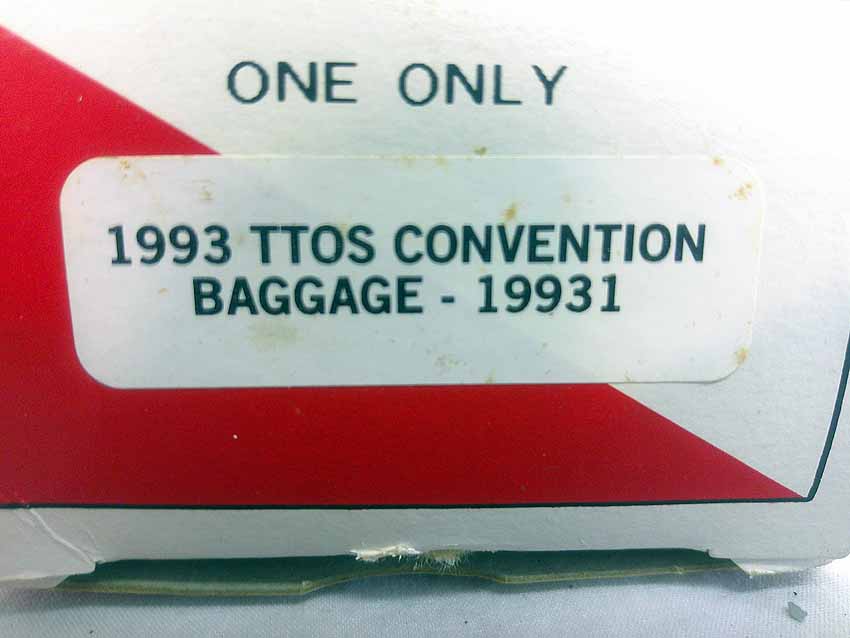 ONE ONLY
1993 TTOS CONVENTION
BAGGAGE - 19931